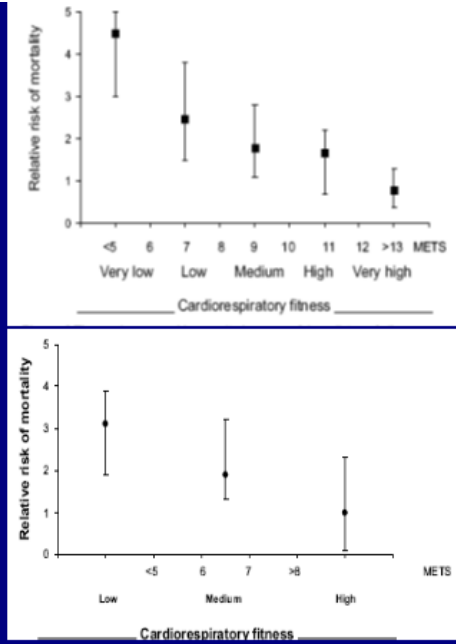 Relative risk of mortality
5
4
3
2
1
0
<5 6 7 8 9 10 11 12 >13 METS
Very low Low Medium High Very high
Cardiorespiratory fitness
Relative risk of mortality
5
4
3
2
1
0
<5 6 7 >8 METS
Low Medium High
Cardiorespiratory fitness